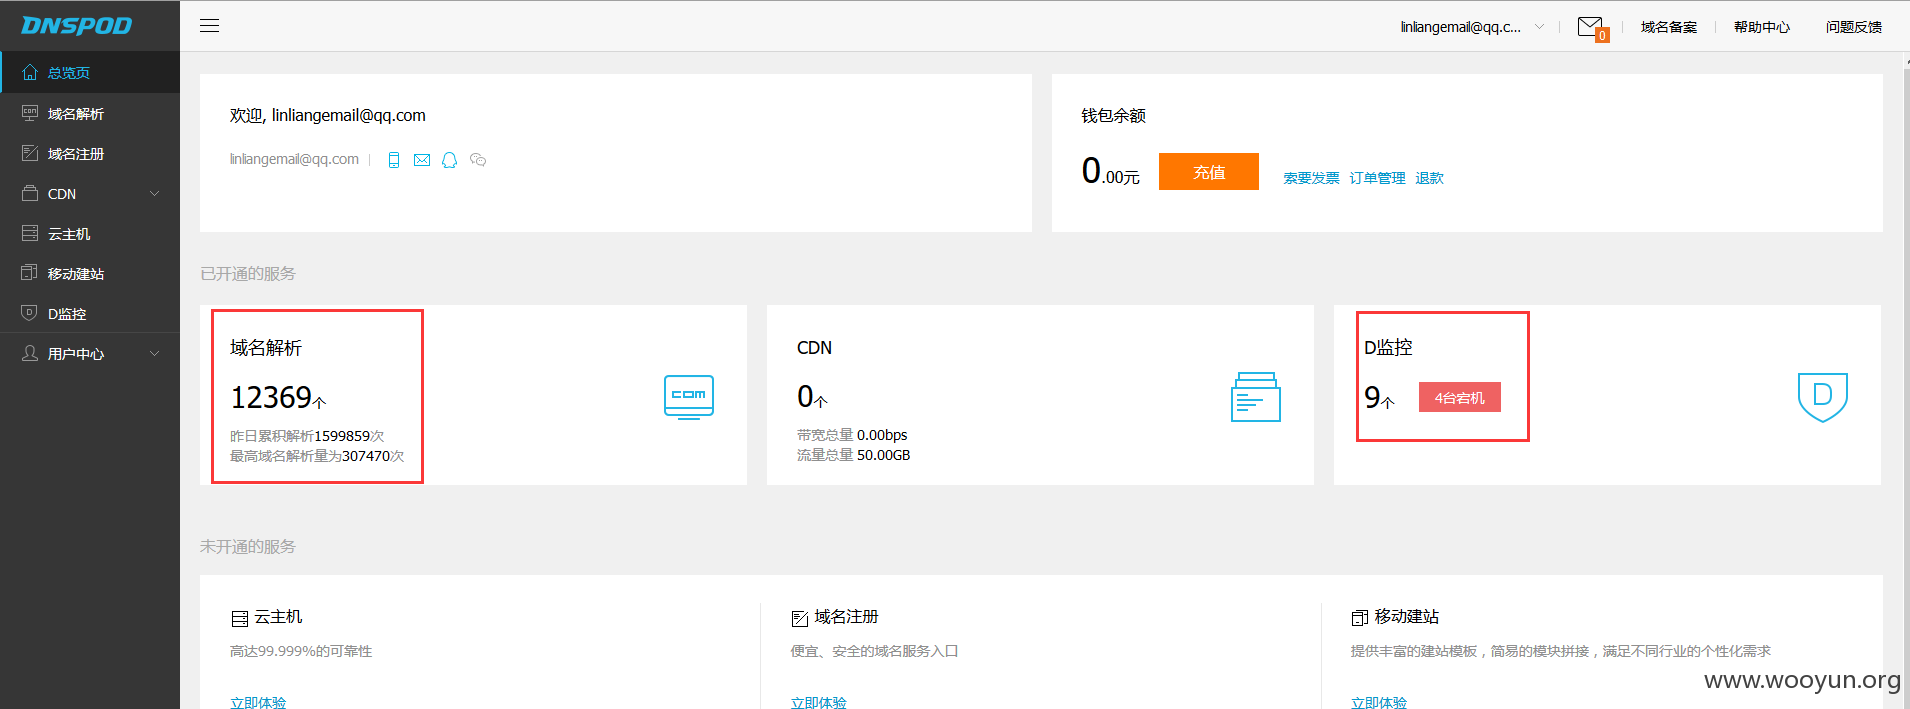 DNSPOD
linliangemail@qq.c...
0
域名备案
帮助中心
问题反馈
总览页
域名解析
域名注册
CDN
云主机
移动建站
D监控
用户中心
欢迎, linliangemail@qq.com
linliangemail@qq.com
钱包余额
0.00元
充值
索要发票 订单管理 退款
已开通的服务
域名解析
12369个
昨日累积解析1599859次
最高域名解析量为307470次
com
CDN
0个
带宽总量 0.00bps
流量总量 50.00GB
D监控
9个
4台宕机
D
未开通的服务
云主机
高达99.999%的可靠性
立即体验
域名注册
便宜、安全的域名服务入口
立即体验
移动建站
提供丰富的建站模板，简易的模块拼接，满足不同行业的个性化需求
立即体验
www.wooyun.org